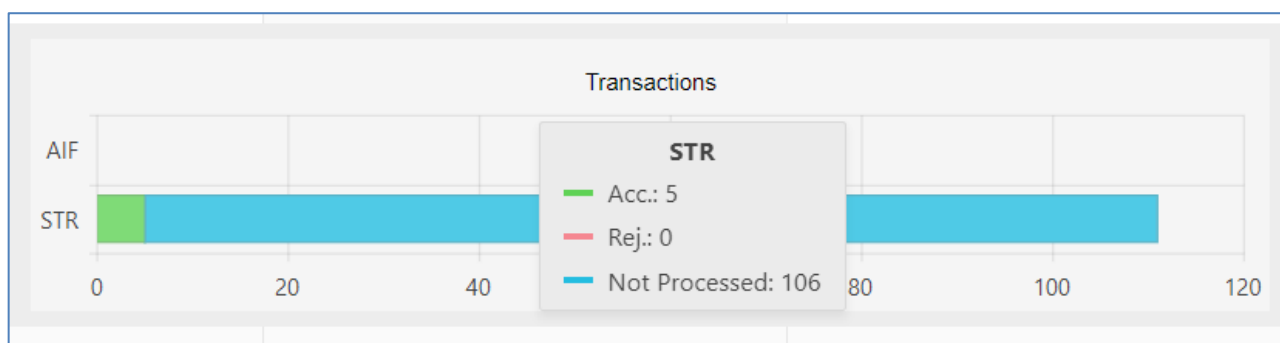 Transactions
AIF
STR
STR
Acc.: 5
Rej.: 0
Not Processed: 106
0 20 40 80 100 120